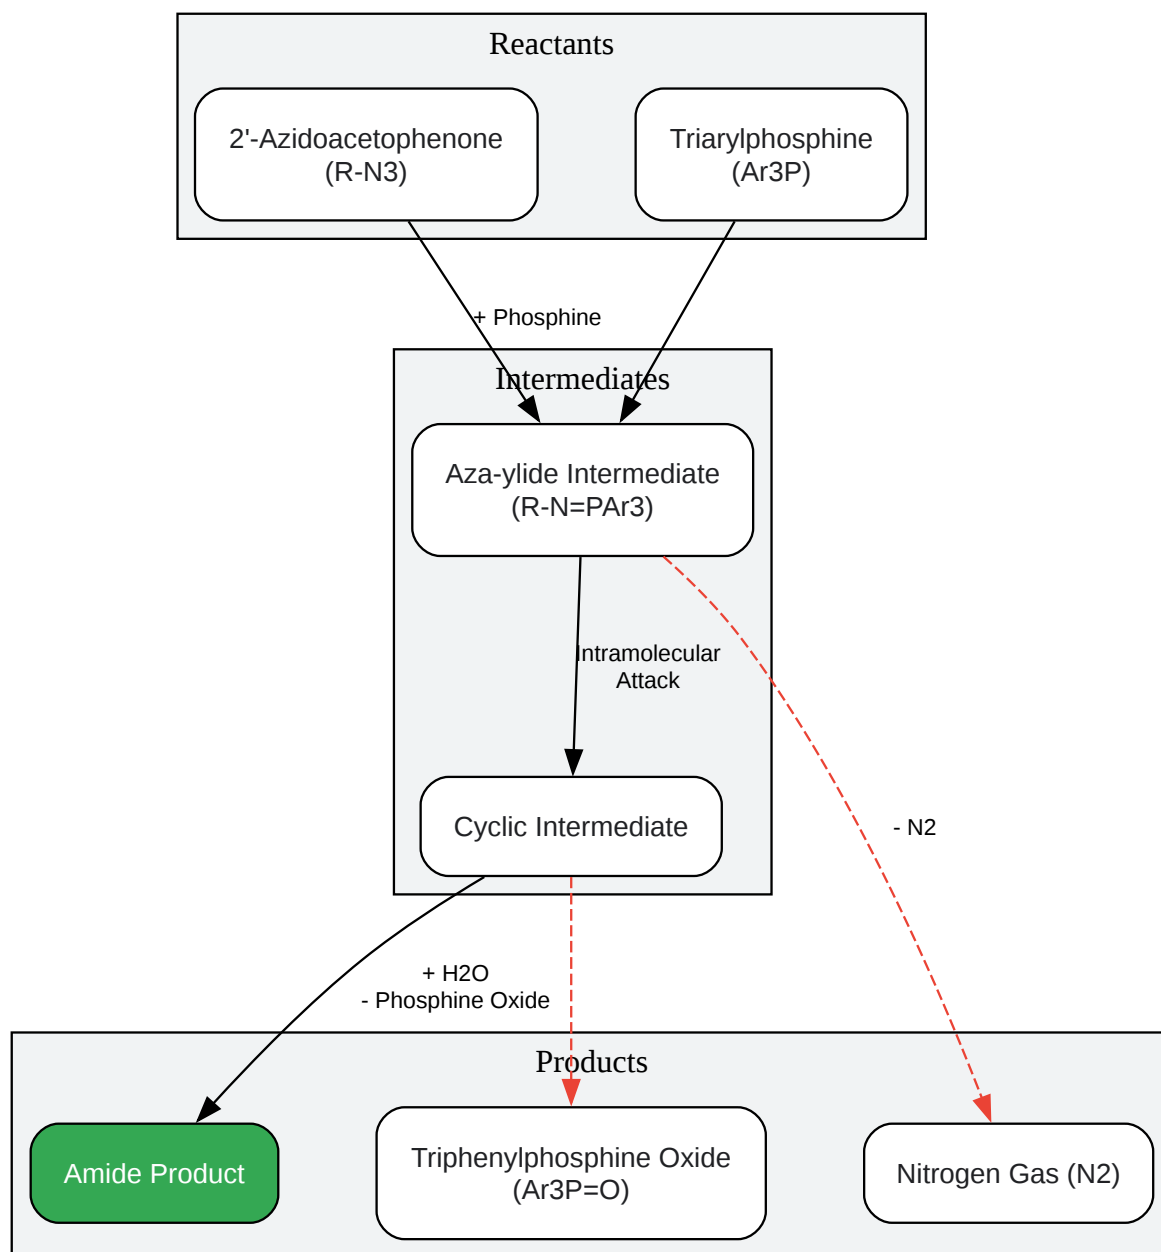 Reactants
2'-Azidoacetophenone
(R-N3)
Triarylphosphine
(Ar3P)
+ Phosphine
Intermediates
Aza-ylide Intermediate
(R-N=PAr3)
Intramolecular
Attack
Cyclic Intermediate
- N2
+ H2O
- Phosphine Oxide
Products
Amide Product
Triphenylphosphine Oxide
(Ar3P=O)
Nitrogen Gas (N2)